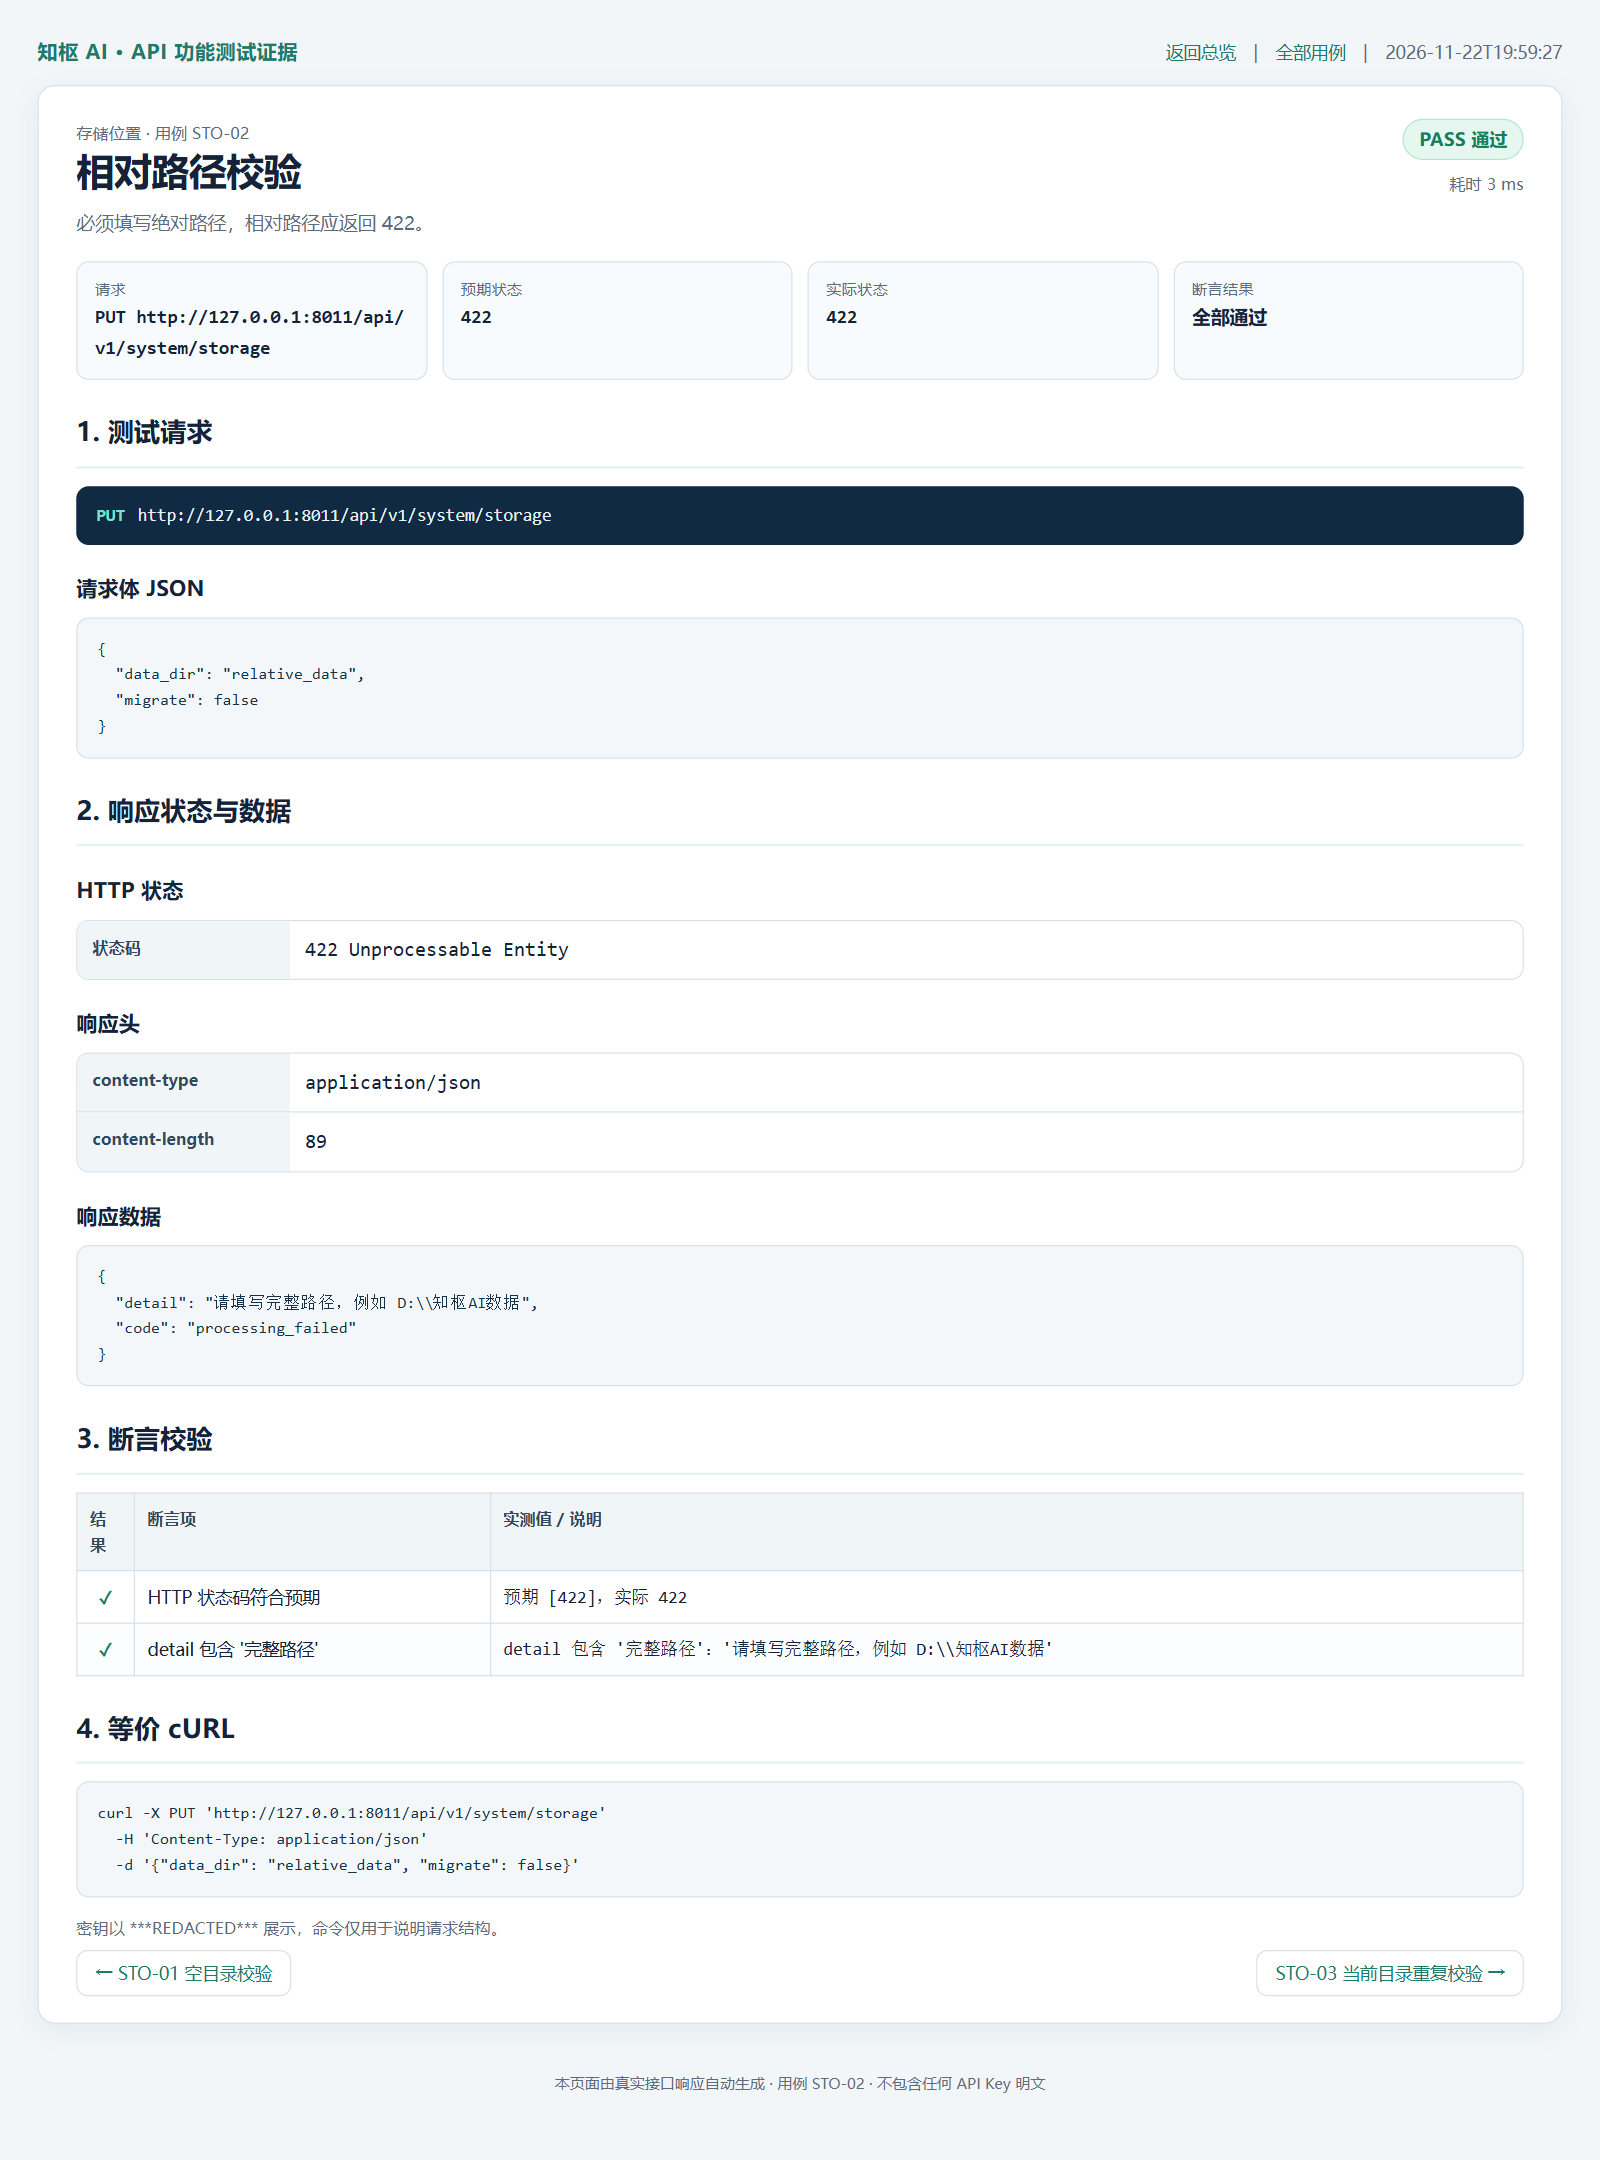 知枢 AI · API 功能测试证据
返回总览 | 全部用例 | 2026-11-22T19:59:27
存储位置 · 用例 STO-02
PASS 通过
相对路径校验
耗时 3 ms
必须填写绝对路径，相对路径应返回 422。
请求
PUT http://127.0.0.1:8011/api/
v1/system/storage
预期状态
422
实际状态
422
断言结果
全部通过
1. 测试请求
PUT http://127.0.0.1:8011/api/v1/system/storage
请求体 JSON
{
  "data_dir": "relative_data",
  "migrate": false
}
2. 响应状态与数据
HTTP 状态
状态码 422 Unprocessable Entity
响应头
content-type application/json
content-length 89
响应数据
{
  "detail": "请填写完整路径，例如 D:\\知枢AI数据",
  "code": "processing_failed"
}
3. 断言校验
结
果
断言项
实测值 / 说明
✓ HTTP 状态码符合预期 预期 [422]，实际 422
✓ detail 包含 '完整路径' detail 包含 '完整路径'：'请填写完整路径，例如 D:\\知枢AI数据'
4. 等价 cURL
curl -X PUT 'http://127.0.0.1:8011/api/v1/system/storage'
  -H 'Content-Type: application/json'
  -d '{"data_dir": "relative_data", "migrate": false}'
密钥以 ***REDACTED*** 展示，命令仅用于说明请求结构。
← STO-01 空目录校验
STO-03 当前目录重复校验 →
本页面由真实接口响应自动生成 · 用例 STO-02 · 不包含任何 API Key 明文